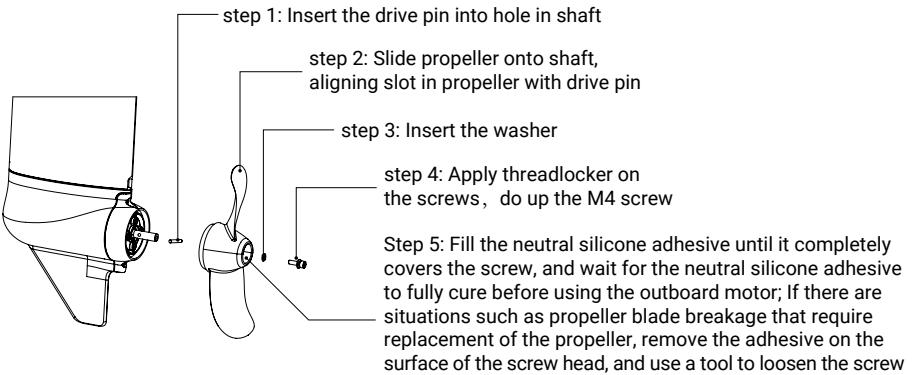 step 1: Insert the drive pin into hole in shaft
step 2: Slide propeller onto shaft,
aligning slot in propeller with drive pin
step 3: Insert the washer
step 4: Apply threadlocker on
the screws，do up the M4 screw
Step 5: Fill the neutral silicone adhesive until it completely
covers the screw, and wait for the neutral silicone adhesive
to fully cure before using the outboard motor; If there are
situations such as propeller blade breakage that require
replacement of the propeller, remove the adhesive on the
surface of the screw head, and use a tool to loosen the screw